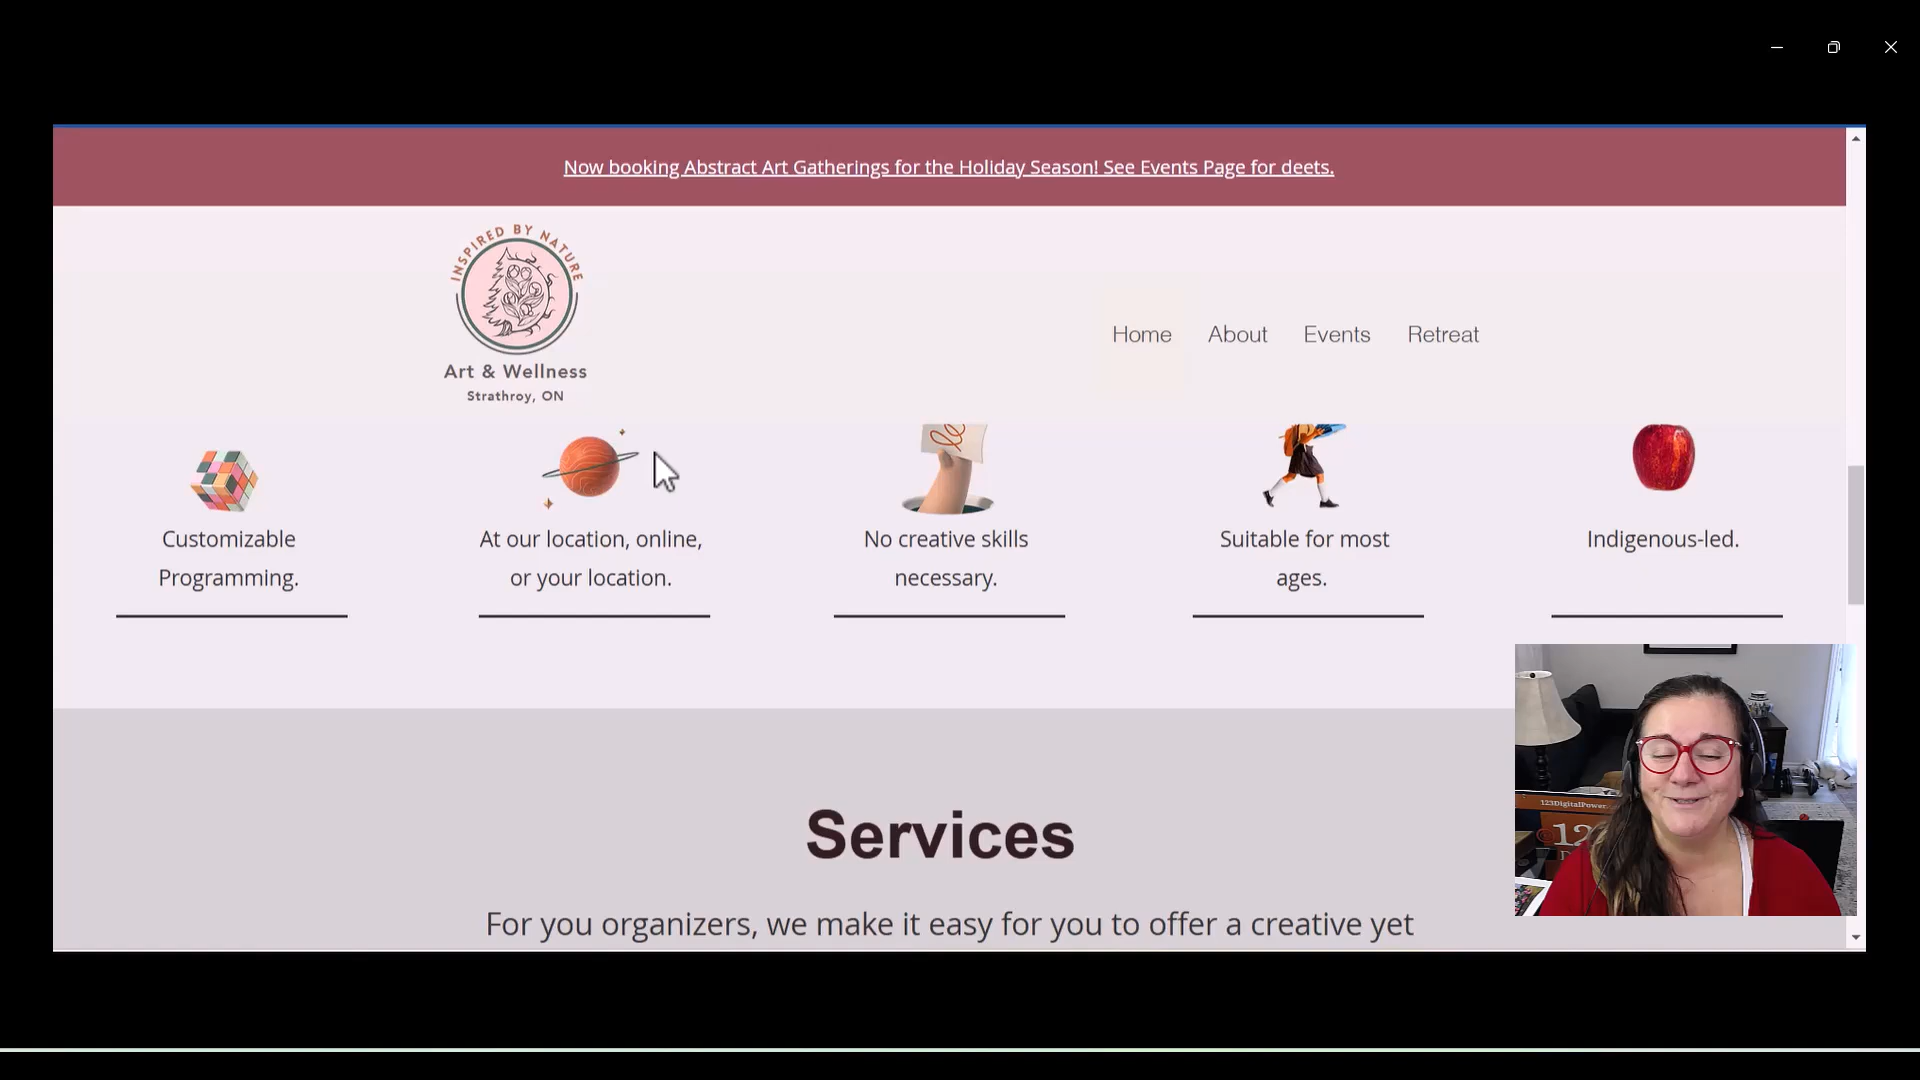 Now booking Abstract Art Gatherings for the Holiday Season! See Events Page for deets.
INSPIRED BY NATURE
Art & Wellness
Strathroy, ON
Home
About
Events
Retreat
Customizable
Programming.
At our location, online,
or your location.
No creative skills
necessary.
Suitable for most
ages.
Indigenous-led.
Services
For you organizers, we make it easy for you to offer a creative yet